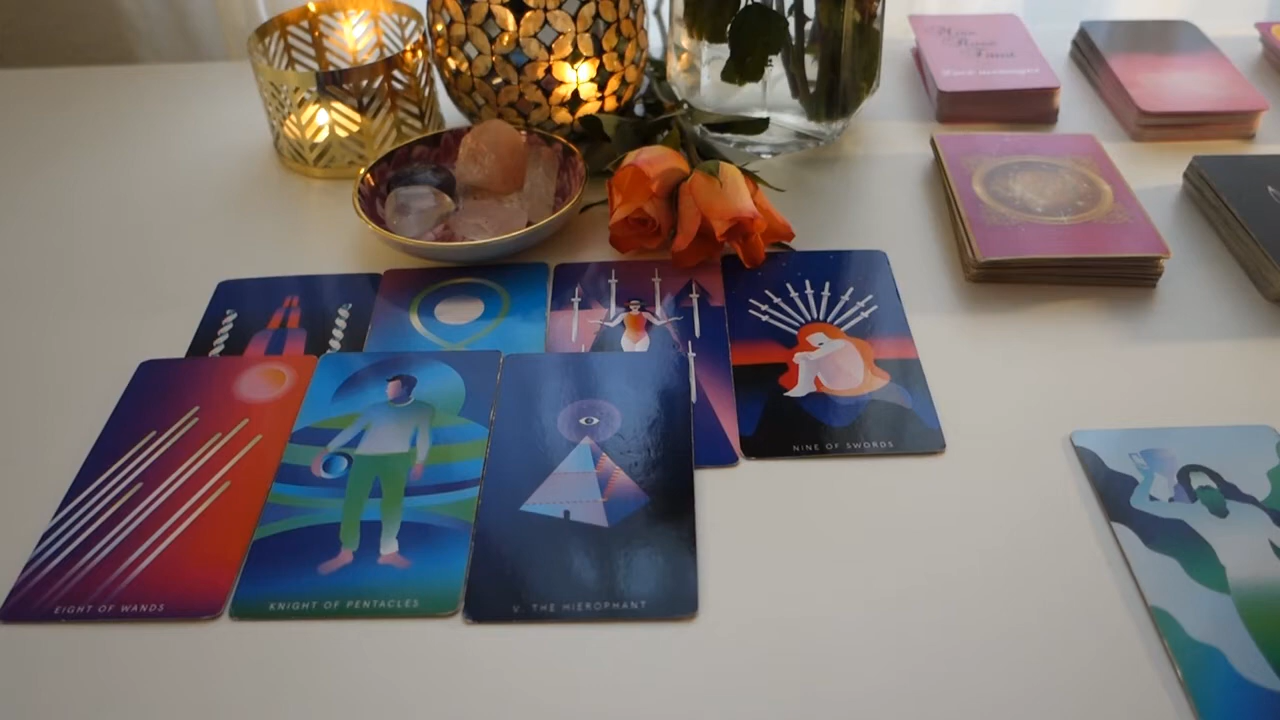 NINE OF SWORDS
EIGHT OF WANDS
KNIGHT OF PENTACLES
V. THE HIEROPHANT